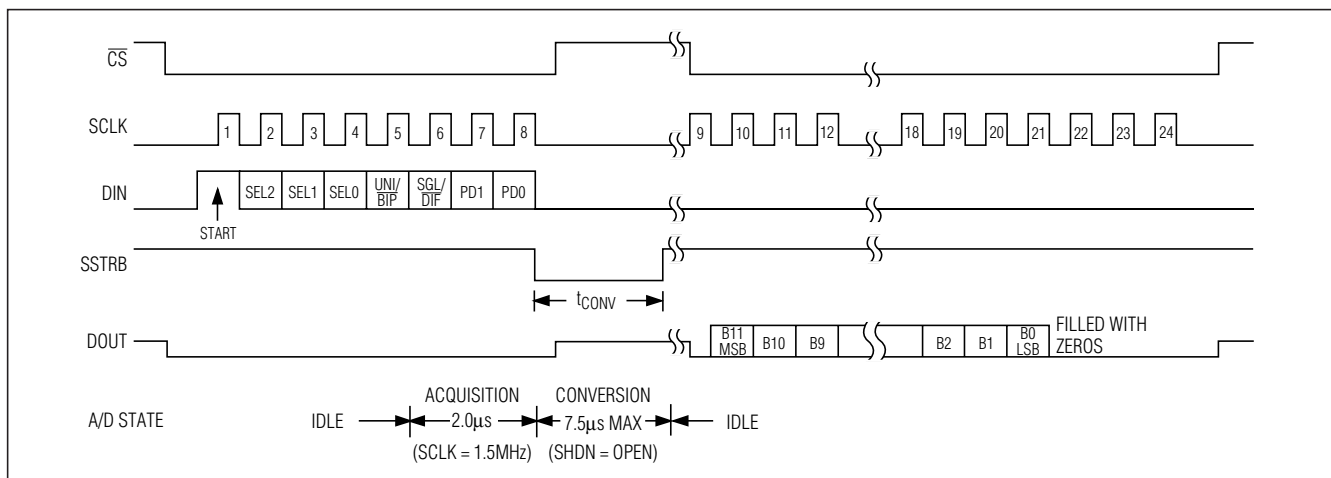 CS
SCLK
1 2 3 4 5 6 7 8 9 10 11 12 18 19 20 21 22 23 24
DIN
SEL2 SEL1 SEL0 UNI/ SGL/ PD1 PD0
BIP DIF
START
SSTRB
tCONV
DOUT
B11 B10 B9 B2 B1 B0 FILLED WITH
MSB LSB ZEROS
ACQUISITION CONVERSION
A/D STATE IDLE 2.0µs 7.5µs MAX IDLE
(SCLK = 1.5MHz) (SHDN = OPEN)